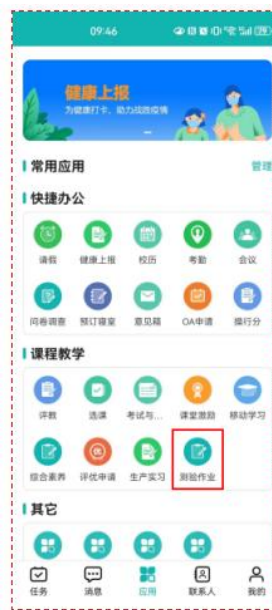 09:46
健康上报
为健康打卡、助力战胜疫情
常用应用 管理
快捷办公
请假 健康上报 校历 考勤 会议
问卷调查 预订寝室 意见箱 OA申请 操行分
课程教学
评教 选课 考试与... 课堂激励 移动学习
综合素养 评优申请 生产实习 测验作业
其它
任务 消息 应用 联系人 我的